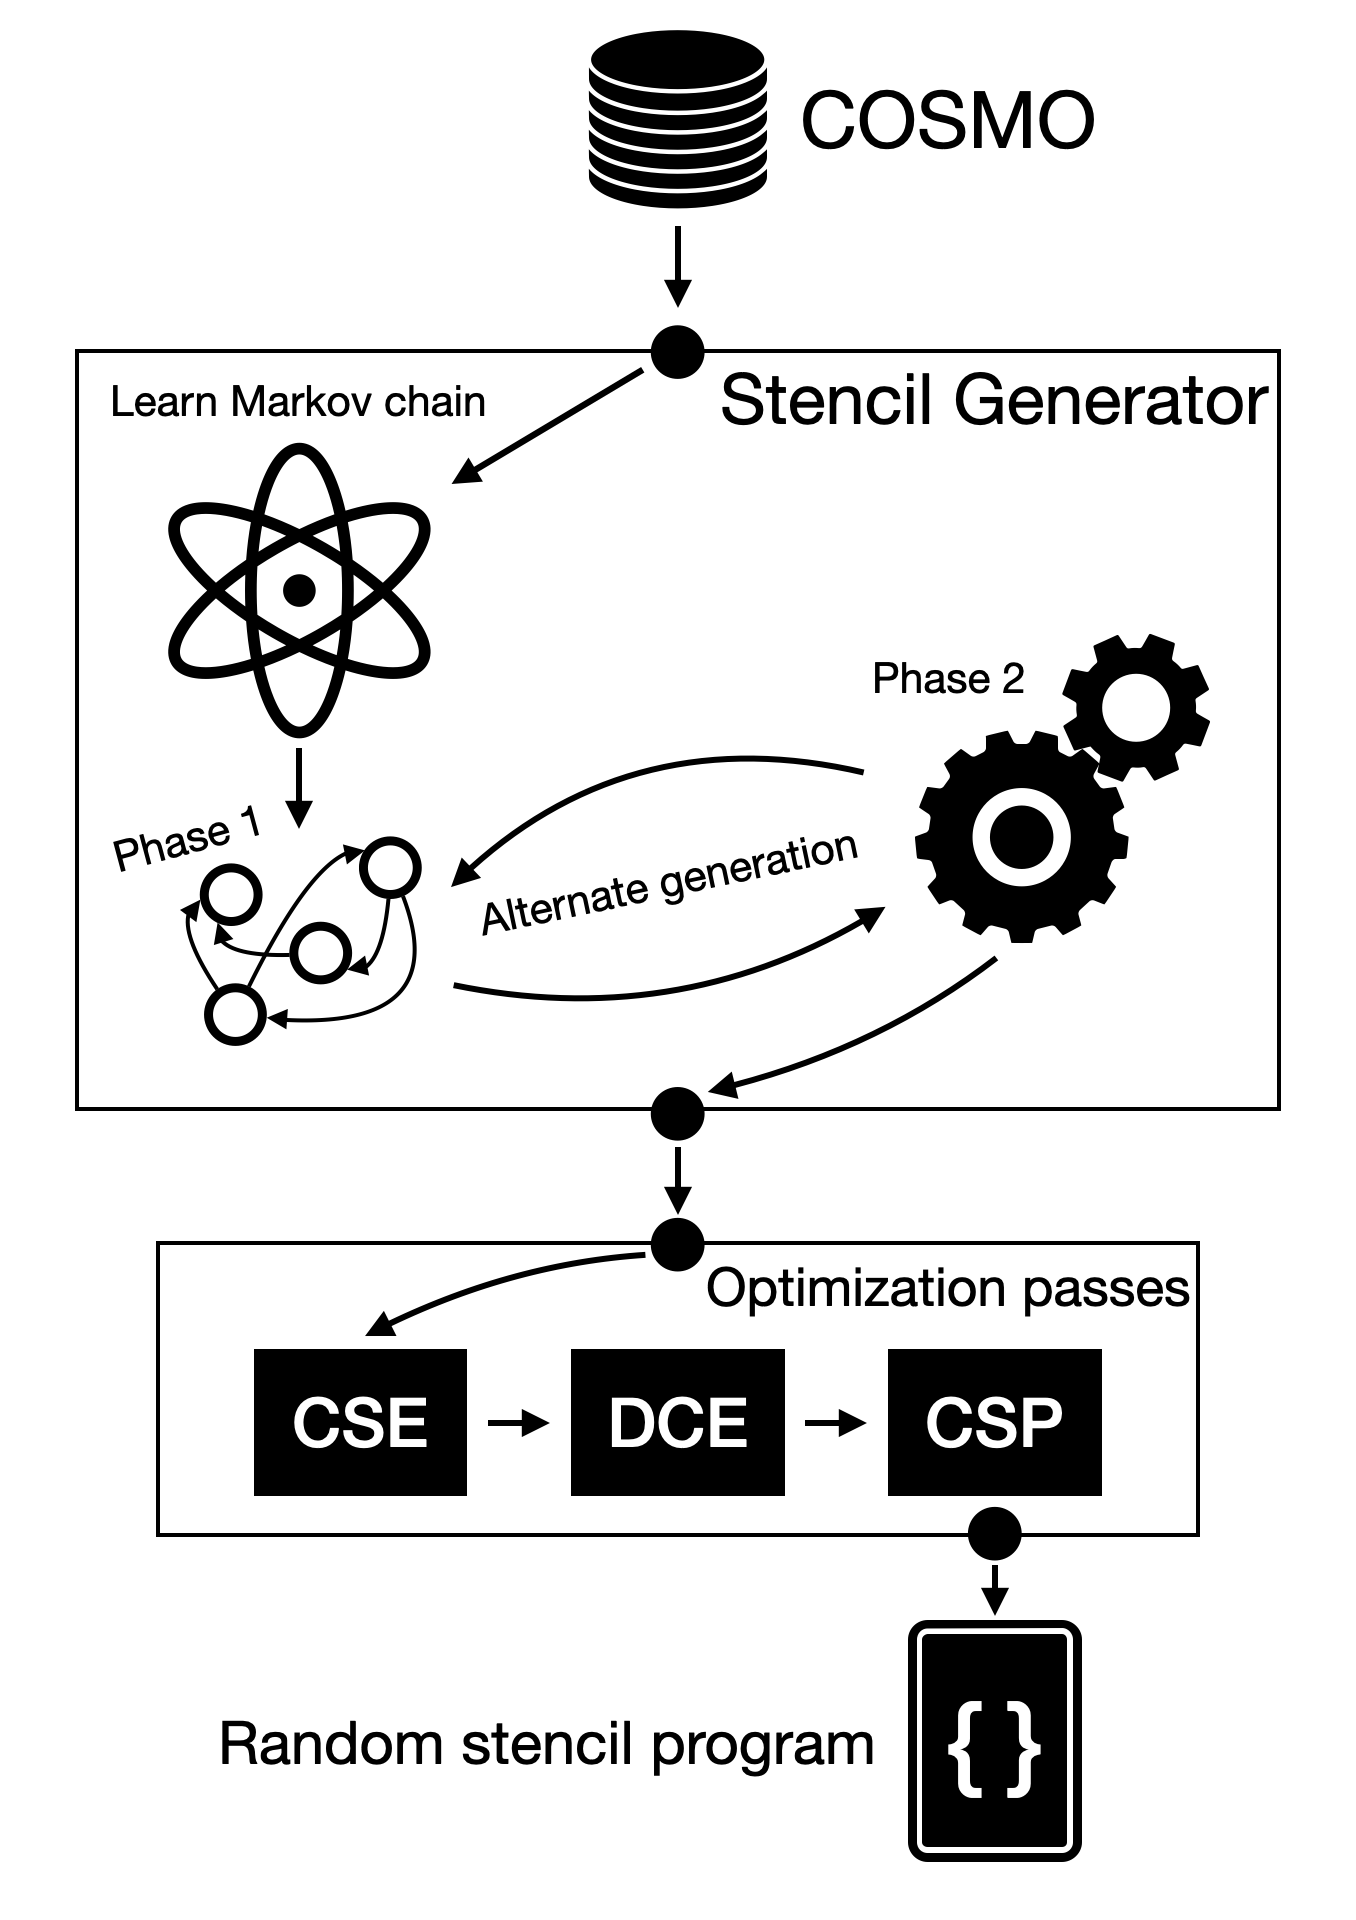 COSMO
Stencil Generator
Learn Markov chain
Phase 2
Phase 1
Alternate generation
Optimization passes
CSE
DCE
CSP
{ }
Random stencil program